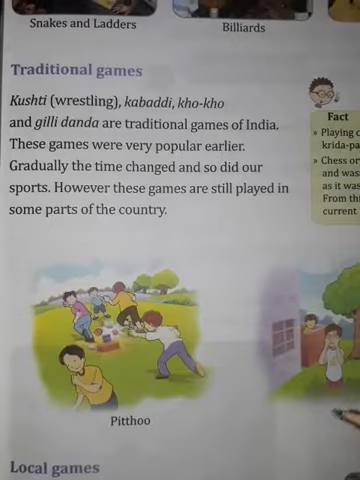 Snakes and Ladders
Billiards
Traditional games
Kushti (wrestling), kabaddi, kho-kho
and gilli danda are traditional games of India.
These games were very popular earlier.
Gradually the time changed and so did our
sports. However these games are still played in
some parts of the country.
Fact
» Playing c
krida-pa
» Chess or
and was
as it was
From th
current
Pitthoo
Local games